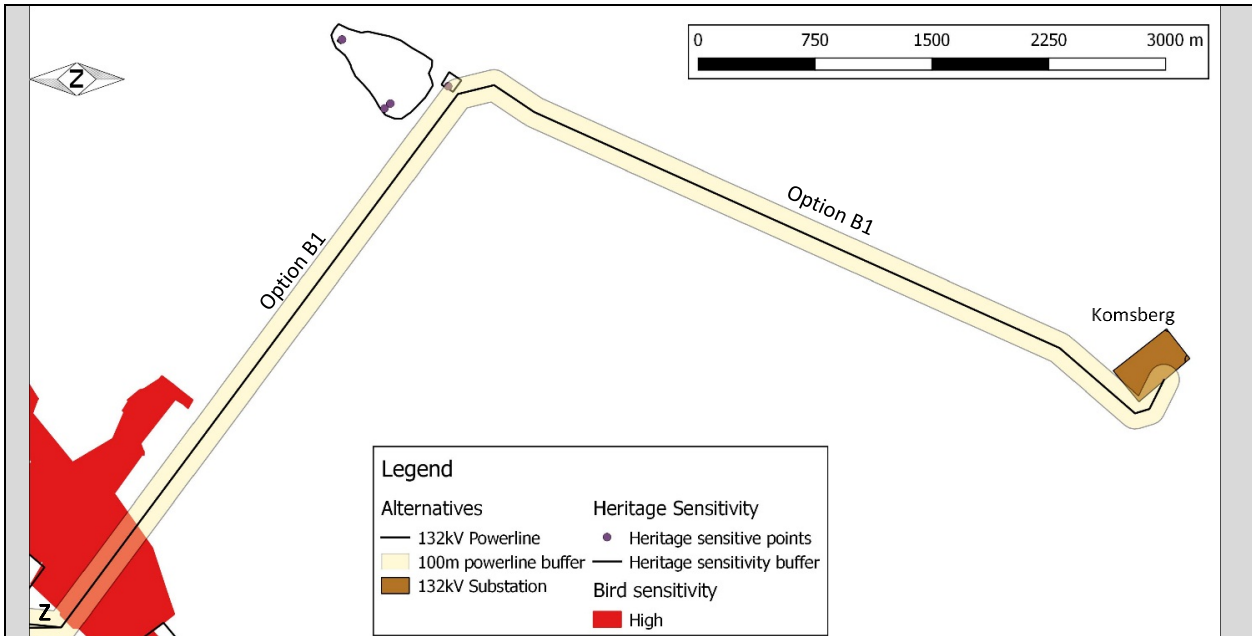 0 750 1500 2250 3000 m
Z
Option B1
Option B1
Komsberg
Legend
Alternatives
132kV Powerline
100m powerline buffer
132kV Substation
Heritage Sensitivity
Heritage sensitive points
Heritage sensitivity buffer
Bird sensitivity
High
Z